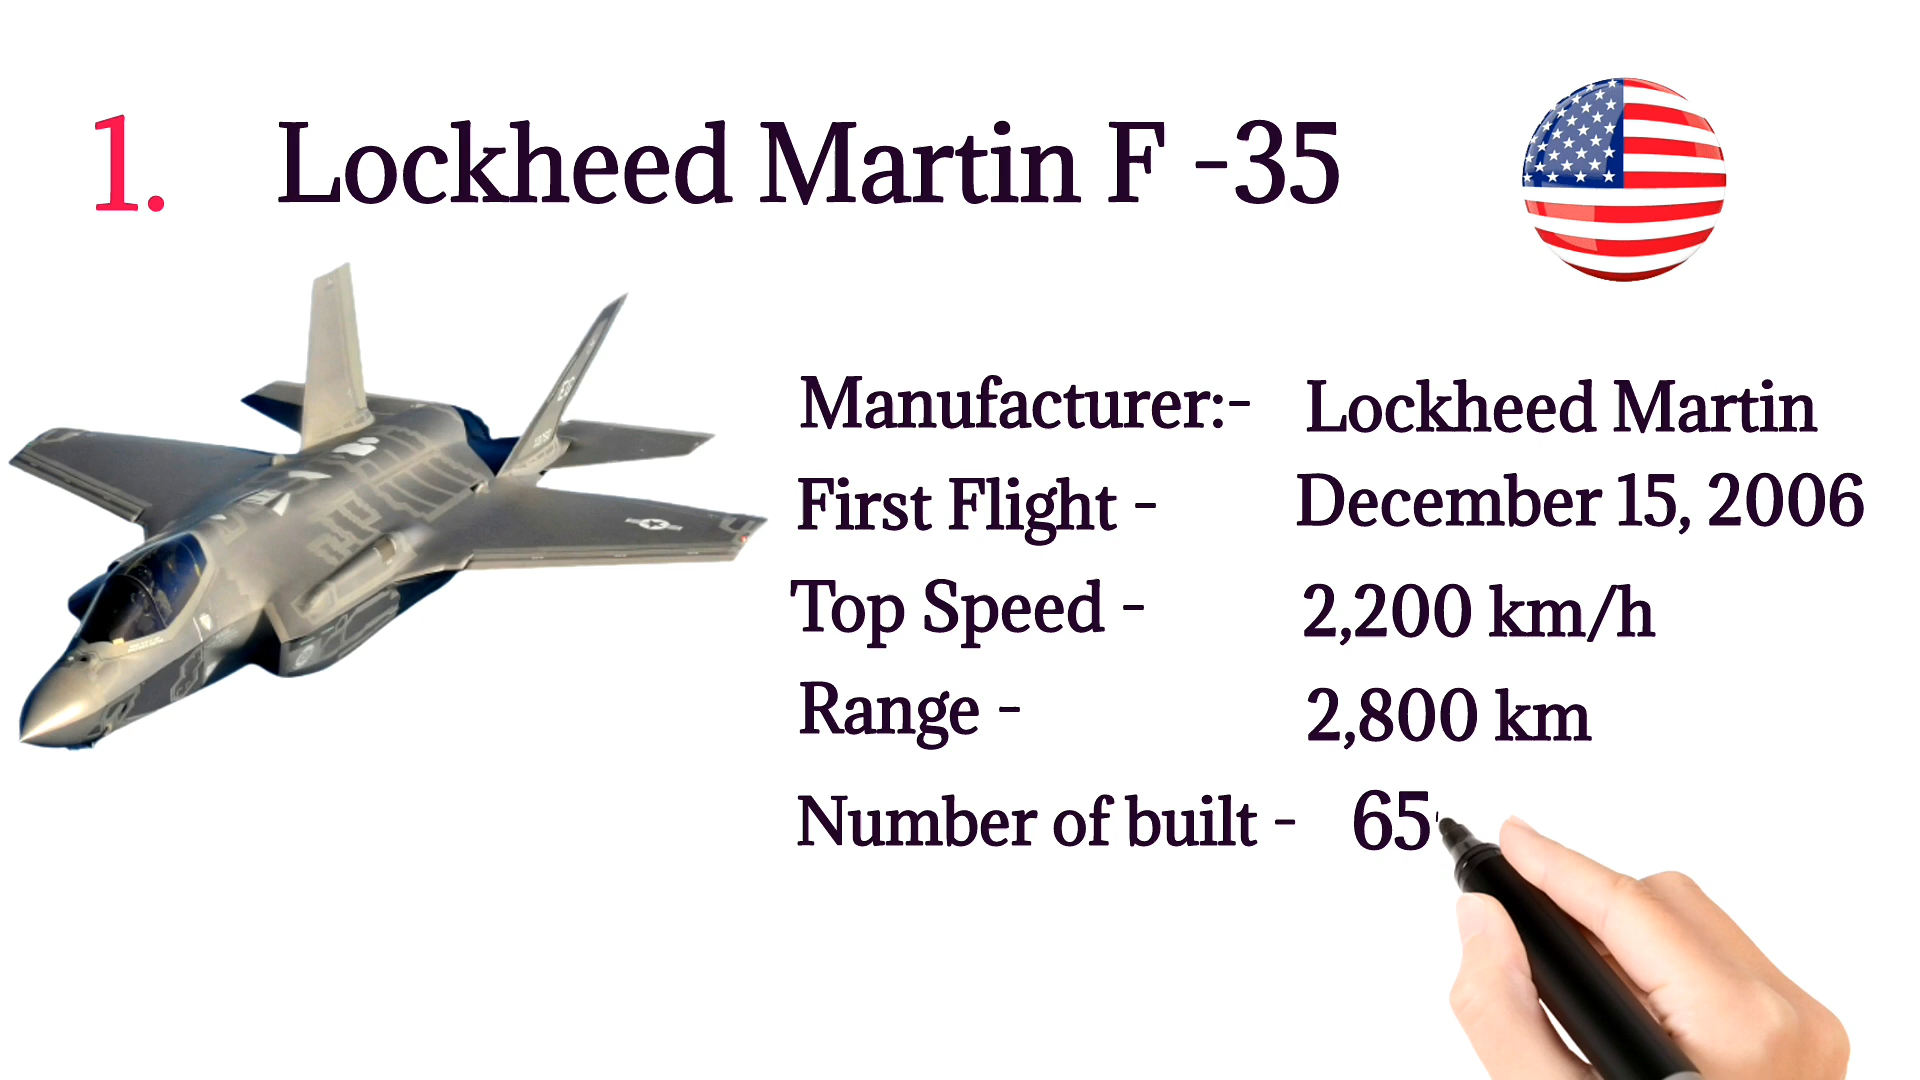 1. Lockheed Martin F -35
Manufacturer:- Lockheed Martin
First Flight - December 15, 2006
Top Speed - 2,200 km/h
Range - 2,800 km
Number of built - 65